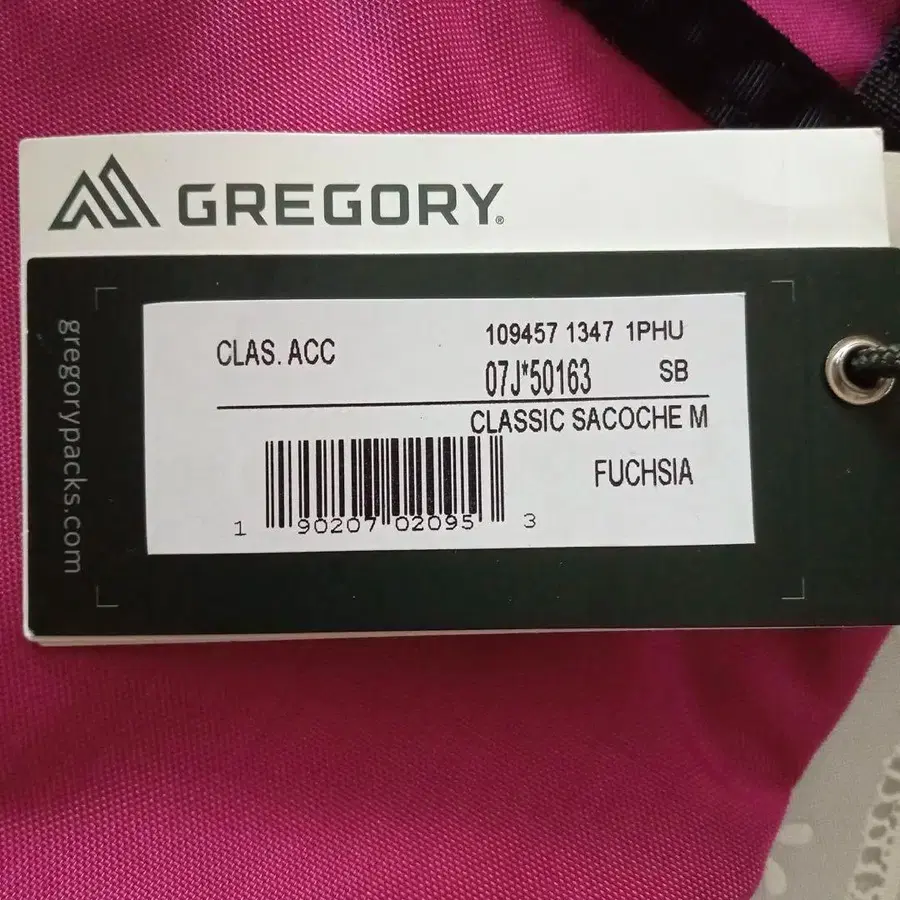 GREGORY®
gregorypacks.com
CLAS. ACC
109457 1347 1PHU
07J*50163 SB
CLASSIC SACOCHE M
FUCHSIA
1 90207 02095 3